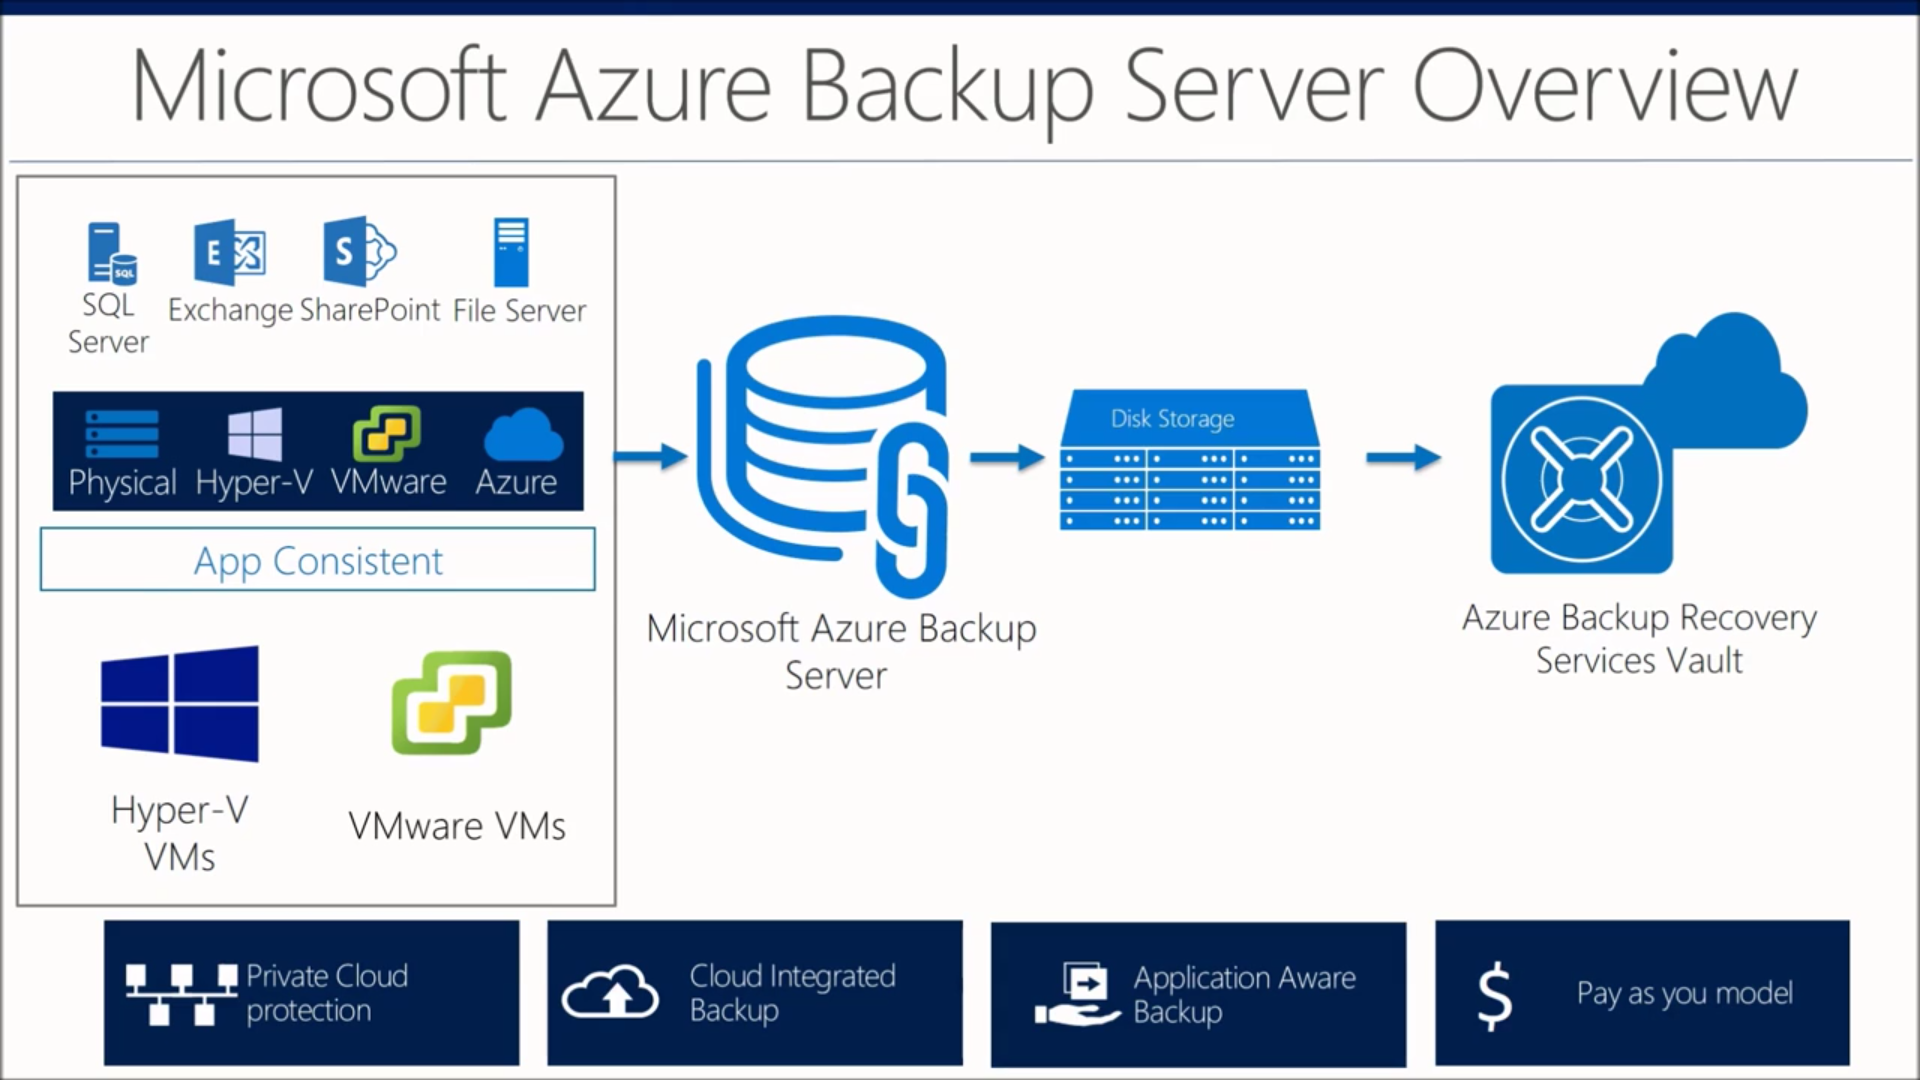 Microsoft Azure Backup Server Overview
SQL
Server
Exchange
SharePoint
File Server
SQL
E
S
Physical
Hyper-V
VMware
Azure
App Consistent
Hyper-V
VMs
VMware VMs
Microsoft Azure Backup
Server
Disk Storage
Azure Backup Recovery
Services Vault
Private Cloud
protection
Cloud Integrated
Backup
Application Aware
Backup
$
Pay as you model